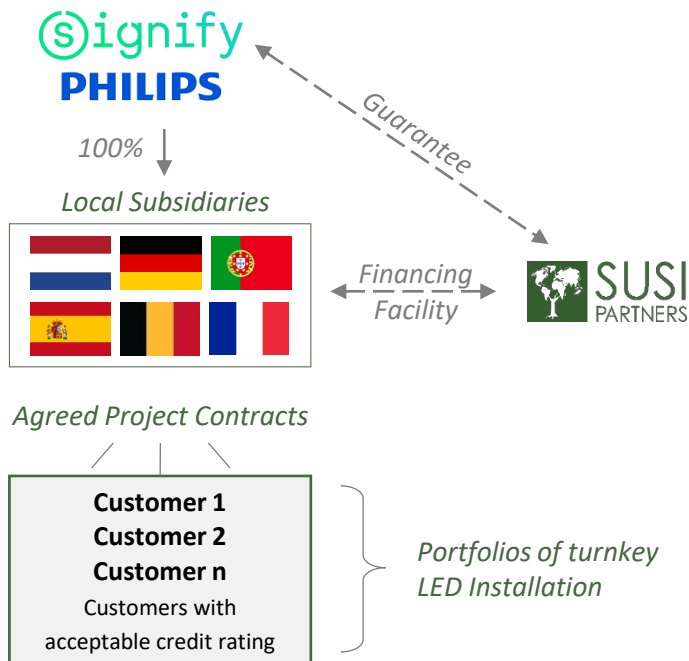 Signify
PHILIPS
Guarantee
100%
Local Subsidiaries
Financing
Facility
SUSI
PARTNERS
Agreed Project Contracts
Customer 1
Customer 2
Customer n
Customers with
acceptable credit rating
Portfolios of turnkey
LED Installation